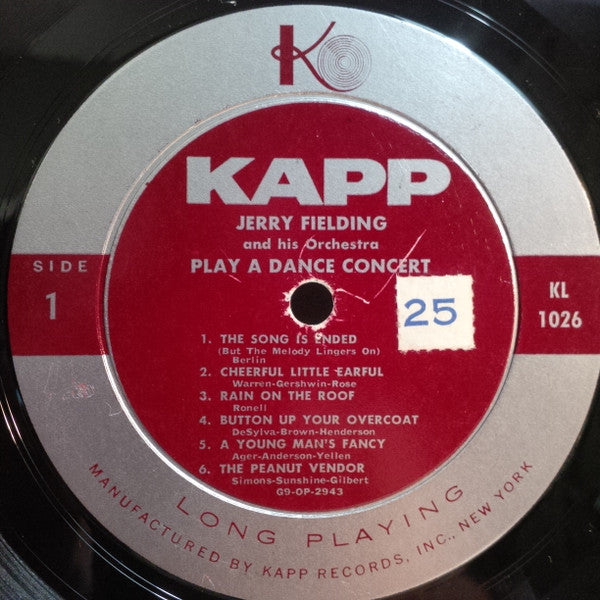 K
KAPP
JERRY FIELDING
and his Orchestra
PLAY A DANCE CONCERT
SIDE
1
25
KL
1026
1. THE SONG IS ENDED
(But The Melody Lingers On)
Berlin
2. CHEERFUL LITTLE EARFUL
Warren-Gershwin-Rose
3. RAIN ON THE ROOF
Ronell
4. BUTTON UP YOUR OVERCOAT
DeSylva-Brown-Henderson
5. A YOUNG MAN'S FANCY
Ager-Anderson-Yellen
6. THE PEANUT VENDOR
Simons-Sunshine-Gilbert
G9-OP-2943
LONG PLAYING
MANUFACTURED BY KAPP RECORDS, INC., NEW YORK